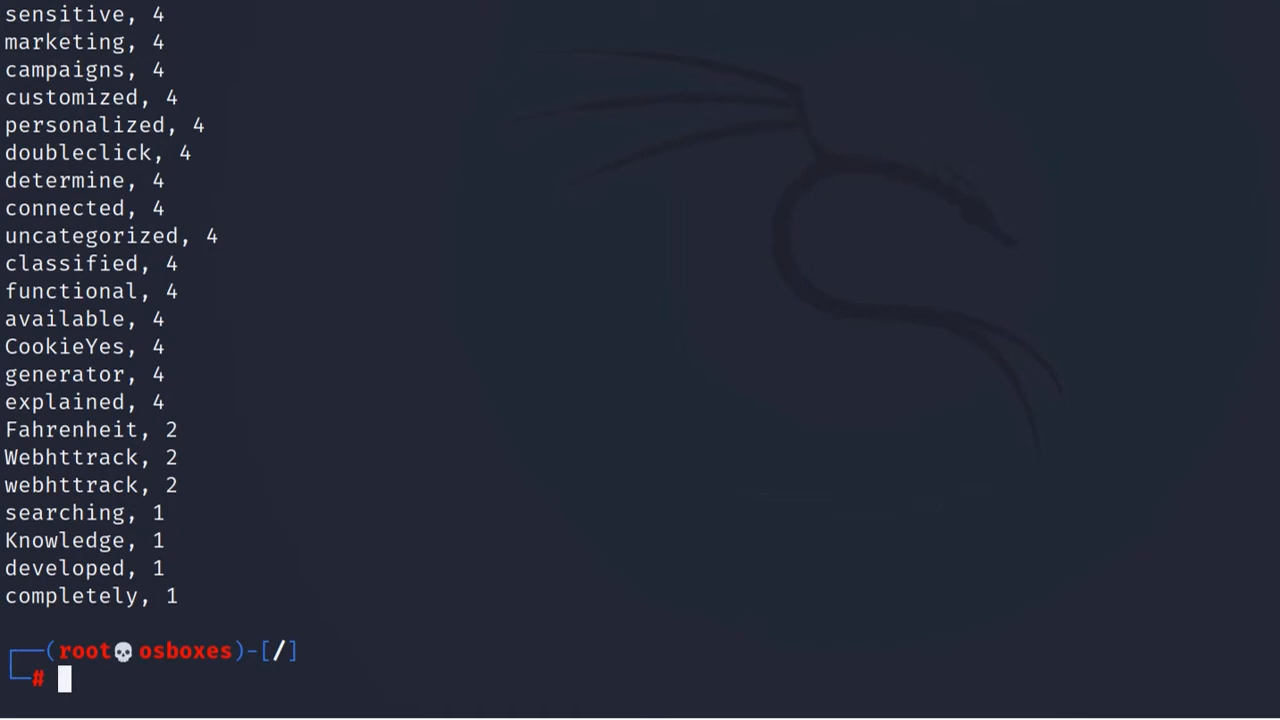 sensitive, 4
marketing, 4
campaigns, 4
customized, 4
personalized, 4
doubleclick, 4
determine, 4
connected, 4
uncategorized, 4
classified, 4
functional, 4
available, 4
CookieYes, 4
generator, 4
explained, 4
Fahrenheit, 2
Webhttrack, 2
webhttrack, 2
searching, 1
Knowledge, 1
developed, 1
completely, 1
┌──(root💀osboxes)-[/]
└─#